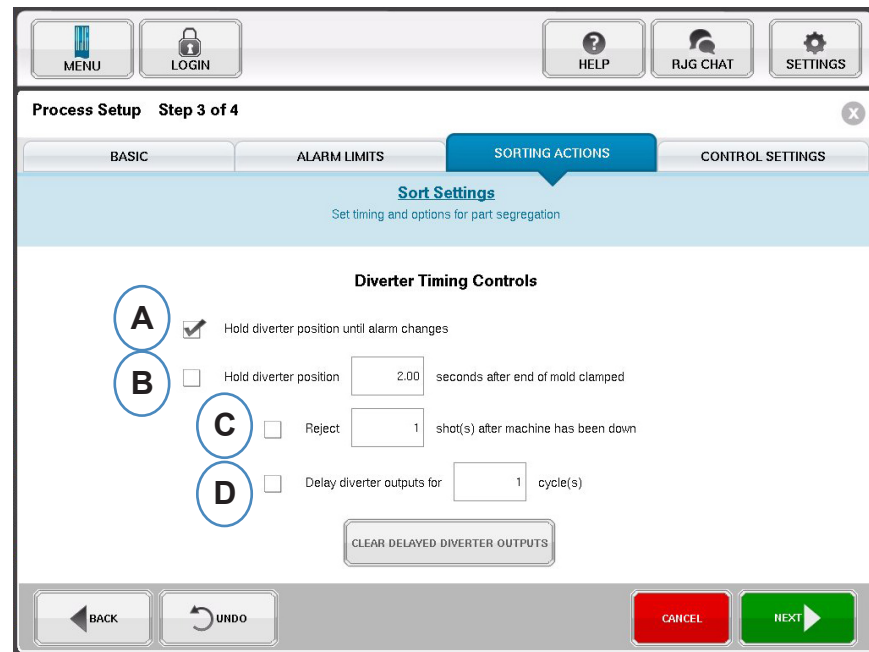 MENU
LOGIN
HELP
RJG CHAT
SETTINGS
Process Setup Step 3 of 4
X
BASIC
ALARM LIMITS
SORTING ACTIONS
CONTROL SETTINGS
Sort Settings
Set timing and options for part segregation
Diverter Timing Controls
A
Hold diverter position until alarm changes
B
Hold diverter position 2.00 seconds after end of mold clamped
C
Reject 1 shot(s) after machine has been down
D
Delay diverter outputs for 1 cycle(s)
CLEAR DELAYED DIVERTER OUTPUTS
BACK
UNDO
CANCEL
NEXT